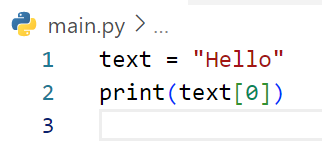 main.py > ...
1 text = "Hello"
2 print(text[0])
3